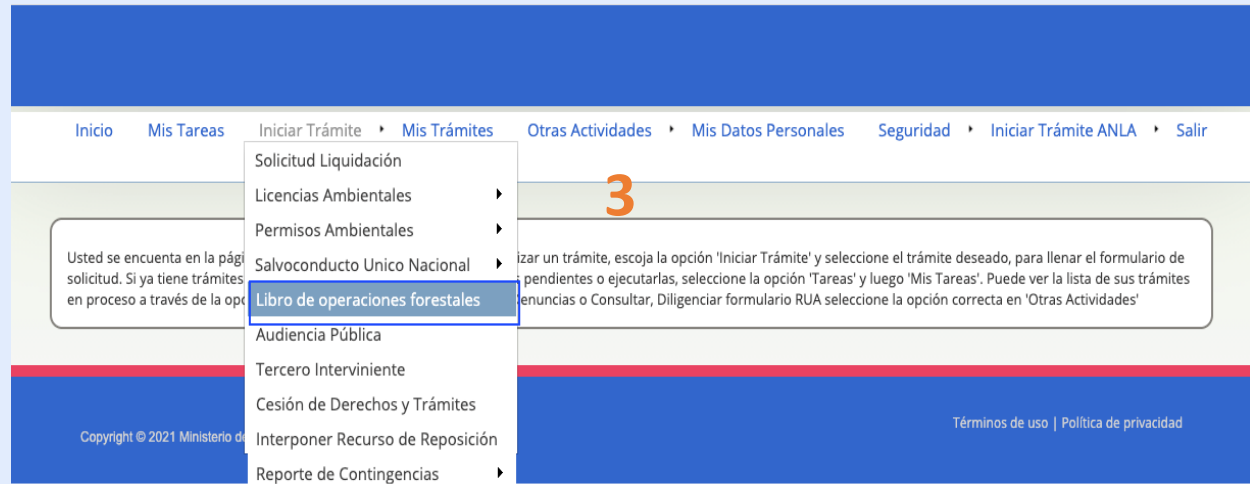 Inicio Mis Tareas Iniciar Trámite Mis Trámites Otras Actividades Mis Datos Personales Seguridad Iniciar Trámite ANLA Salir
Solicitud Liquidación
Licencias Ambientales
3
Permisos Ambientales
Salvoconducto Unico Nacional
Libro de operaciones forestales
Audiencia Pública
Tercero Interviniente
Cesión de Derechos y Trámites
Interponer Recurso de Reposición
Reporte de Contingencias
Usted se encuentra en la izar un trámite, escoja la opción 'Iniciar Trámite' y seleccione el trámite deseado, para llenar el formulario de
solicitud. Si ya tiene trámites pendientes o ejecutarlas, seleccione la opción 'Tareas' y luego 'Mis Tareas'. Puede ver la lista de sus trámites
en proceso a través de la o Consultar, Diligenciar formulario RUA seleccione la opción correcta en 'Otras Actividades'
Copyright © 2021 Ministerio
Términos de uso | Política de privacidad